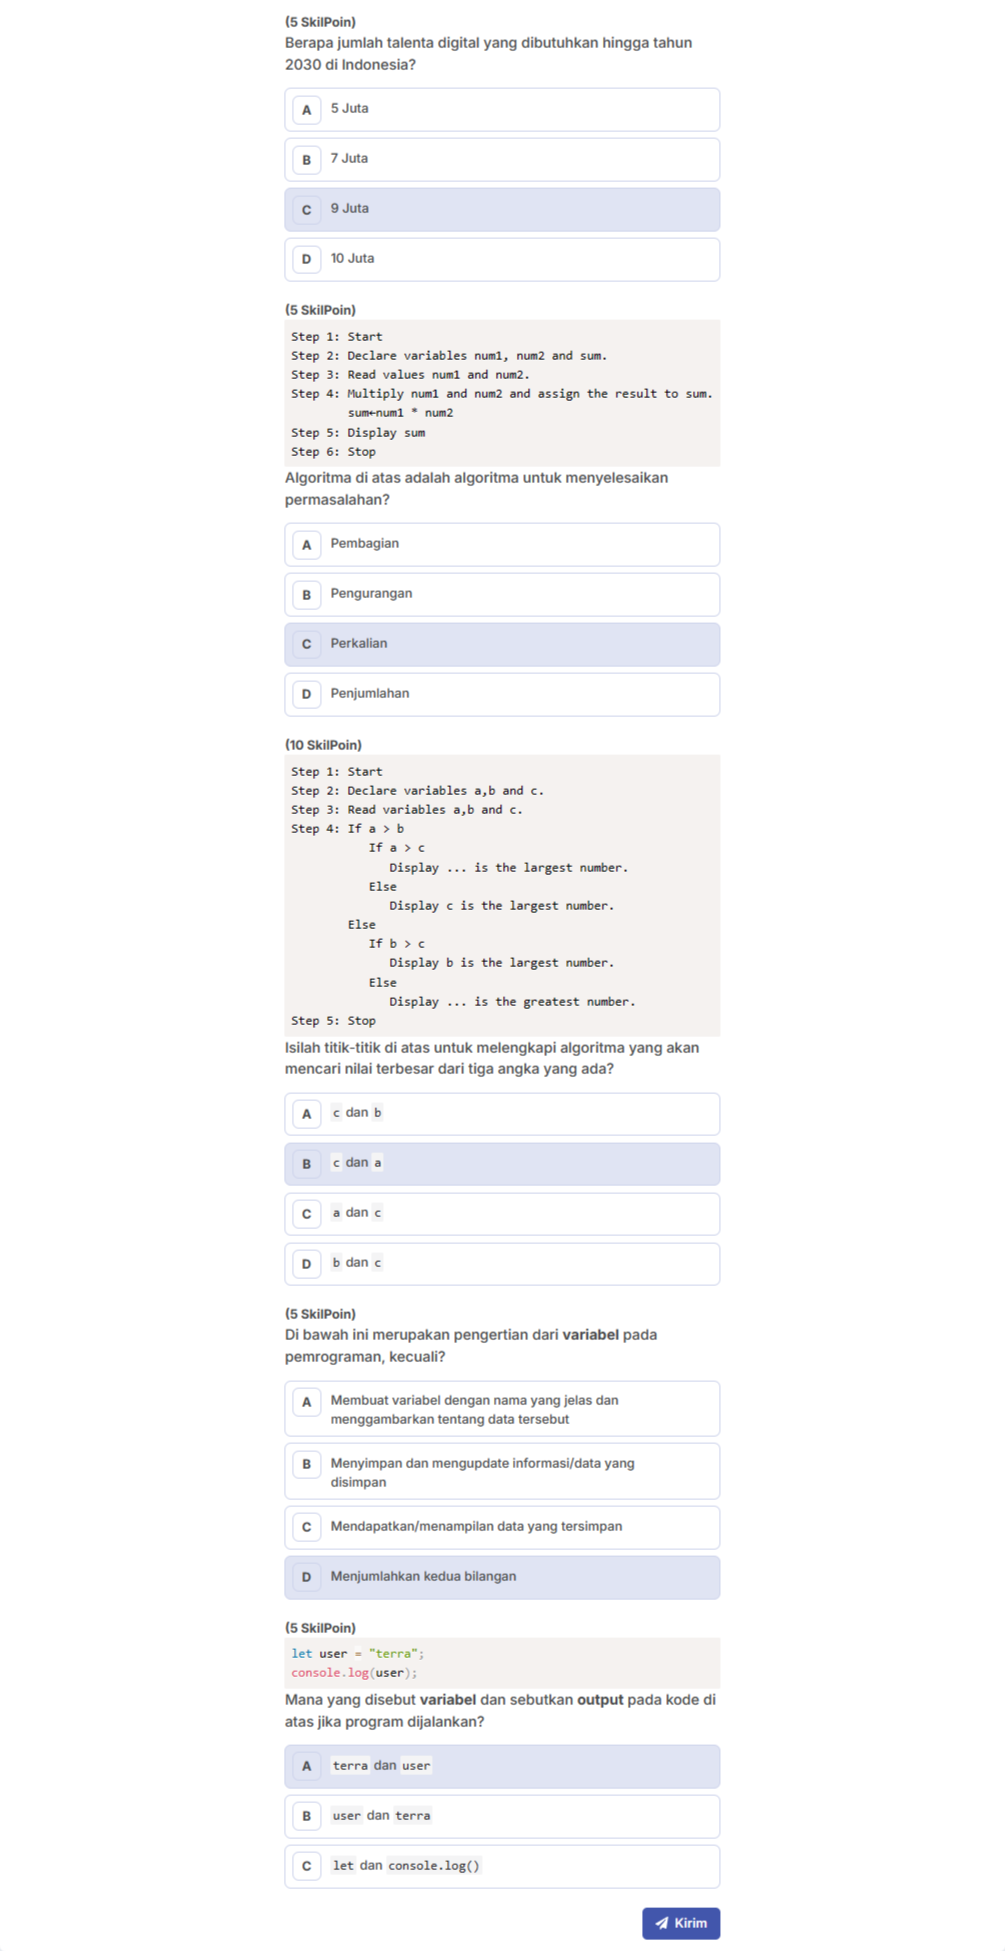 (5 SkilPoin)
Berapa jumlah talenta digital yang dibutuhkan hingga tahun
2030 di Indonesia?
A 5 Juta
B 7 Juta
C 9 Juta
D 10 Juta
(5 SkilPoin)
Step 1: Start
Step 2: Declare variables num1, num2 and sum.
Step 3: Read values num1 and num2.
Step 4: Multiply num1 and num2 and assign the result to sum.
sum←num1 * num2
Step 5: Display sum
Step 6: Stop
Algoritma di atas adalah algoritma untuk menyelesaikan
permasalahan?
A Pembagian
B Pengurangan
C Perkalian
D Penjumlahan
(10 SkilPoin)
Step 1: Start
Step 2: Declare variables a,b and c.
Step 3: Read variables a,b and c.
Step 4: If a > b
If a > c
Display ... is the largest number.
Else
Display c is the largest number.
Else
If b > c
Display b is the largest number.
Else
Display ... is the greatest number.
Step 5: Stop
Isilah titik-titik di atas untuk melengkapi algoritma yang akan
mencari nilai terbesar dari tiga angka yang ada?
A c dan b
B c dan a
C a dan c
D b dan c
(5 SkilPoin)
Di bawah ini merupakan pengertian dari variabel pada
pemrograman, kecuali?
A Membuat variabel dengan nama yang jelas dan
menggambarkan tentang data tersebut
B Menyimpan dan mengupdate informasi/data yang
disimpan
C Mendapatkan/menampilan data yang tersimpan
D Menjumlahkan kedua bilangan
(5 SkilPoin)
let user = "terra";
console.log(user);
Mana yang disebut variabel dan sebutkan output pada kode di
atas jika program dijalankan?
A terra dan user
B user dan terra
C let dan console.log()
Kirim